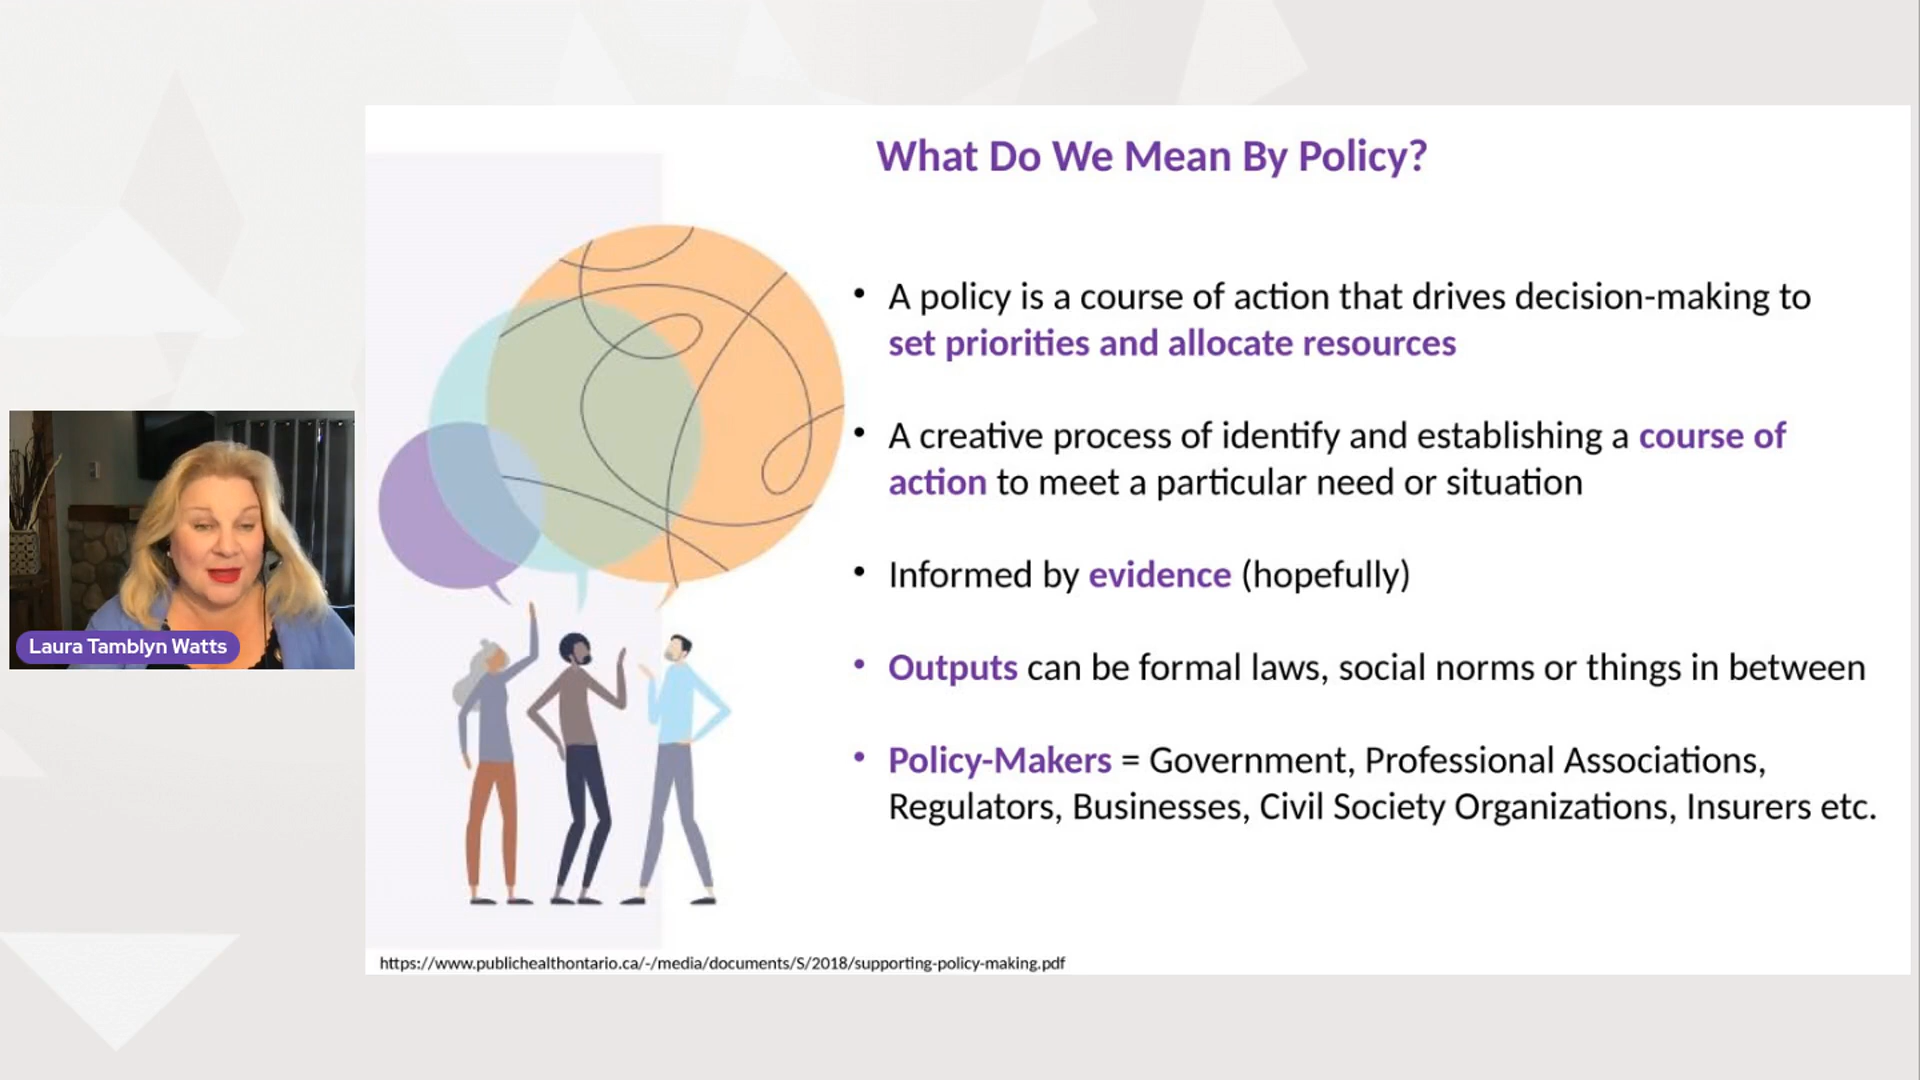 What Do We Mean By Policy?
• A policy is a course of action that drives decision-making to
set priorities and allocate resources
• A creative process of identify and establishing a course of
action to meet a particular need or situation
• Informed by evidence (hopefully)
• Outputs can be formal laws, social norms or things in between
• Policy-Makers = Government, Professional Associations,
Regulators, Businesses, Civil Society Organizations, Insurers etc.
Laura Tamblyn Watts
https://www.publichealthontario.ca/-/media/documents/S/2018/supporting-policy-making.pdf